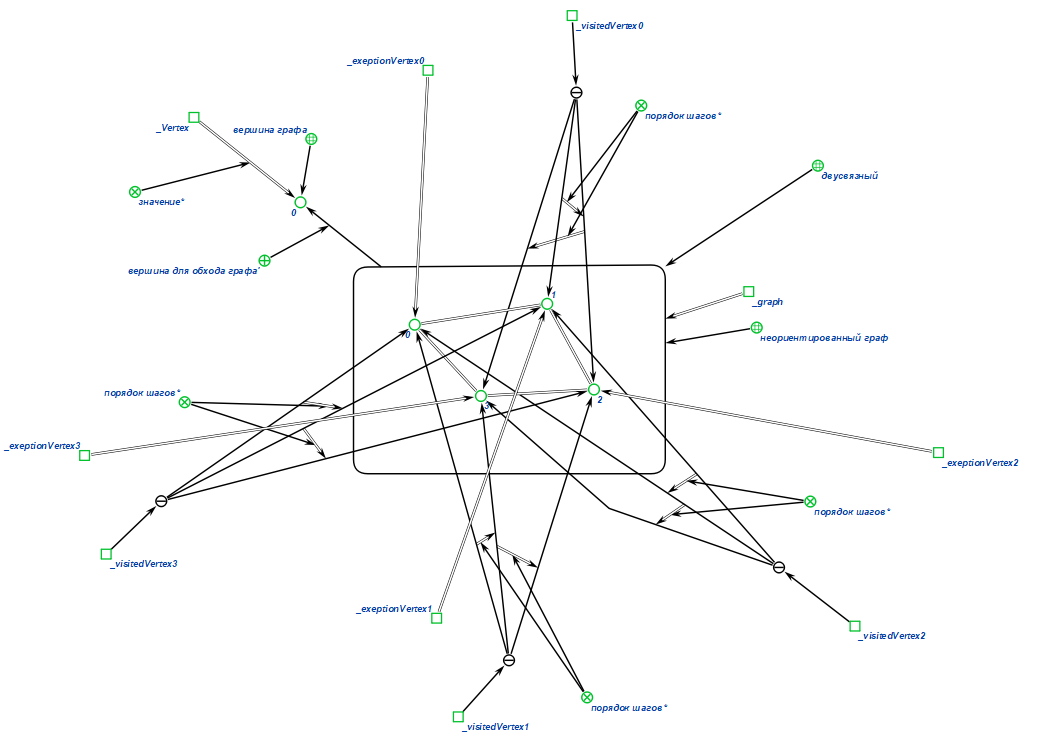 _visitedVertex0
_exeptionVertex0
порядок шагов*
_Vertex
вершина графа
двусвязный
значение*
0
вершина для обхода графа'
1
_graph
0
неориентированный граф
порядок шагов*
3
2
_exeptionVertex3
_exeptionVertex2
порядок шагов*
_visitedVertex3
_exeptionVertex1
_visitedVertex2
порядок шагов*
_visitedVertex1